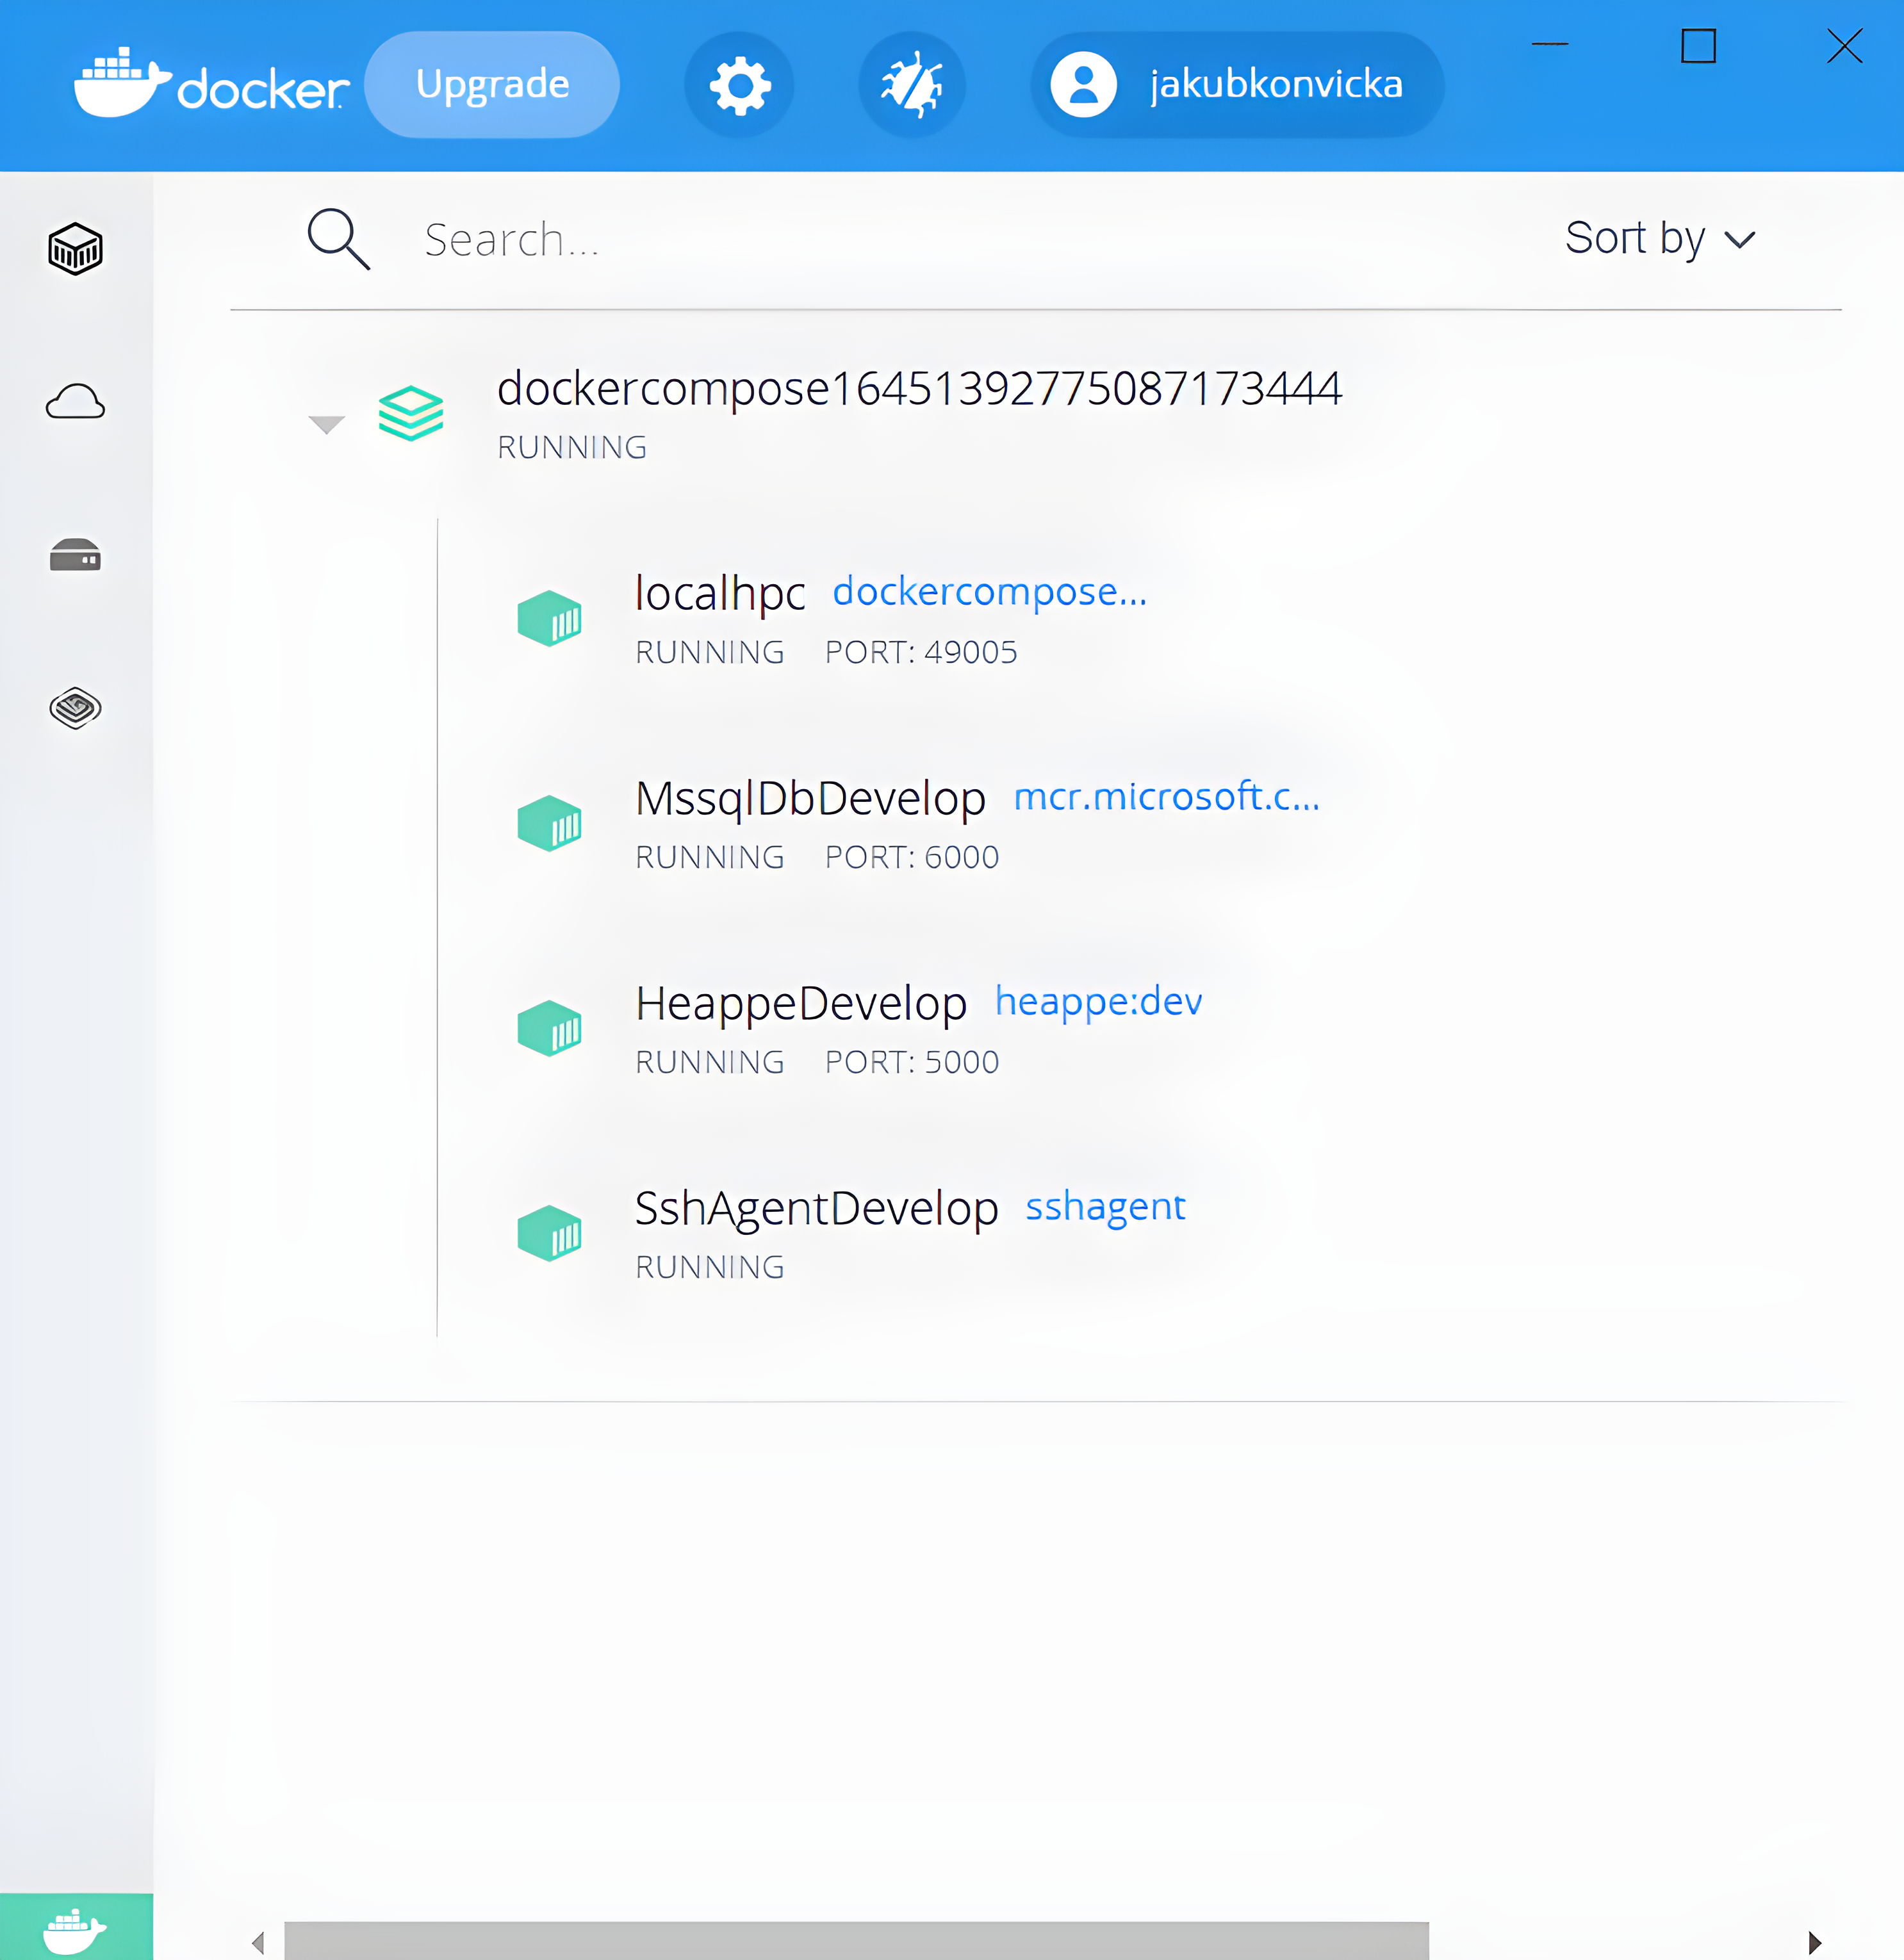 docker Upgrade jakubkonvicka
Search... Sort by
dockercompose16451392775087173444
RUNNING
localhpc dockercompose...
RUNNING PORT: 49005
MssqlDbDevelop mcr.microsoft.c...
RUNNING PORT: 6000
HeappeDevelop heappe:dev
RUNNING PORT: 5000
SshAgentDevelop sshagent
RUNNING